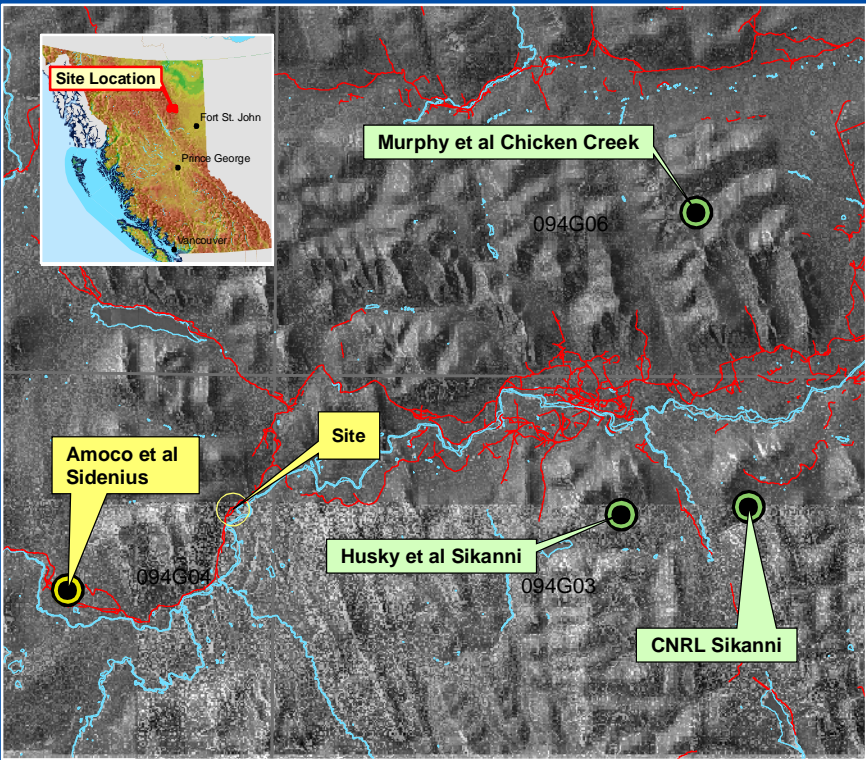 Site Location
Fort St. John
Prince George
Vancouver
Murphy et al Chicken Creek
094G06
Site
Amoco et al
Sidenius
094G04
Husky et al Sikanni
094G03
CNRL Sikanni